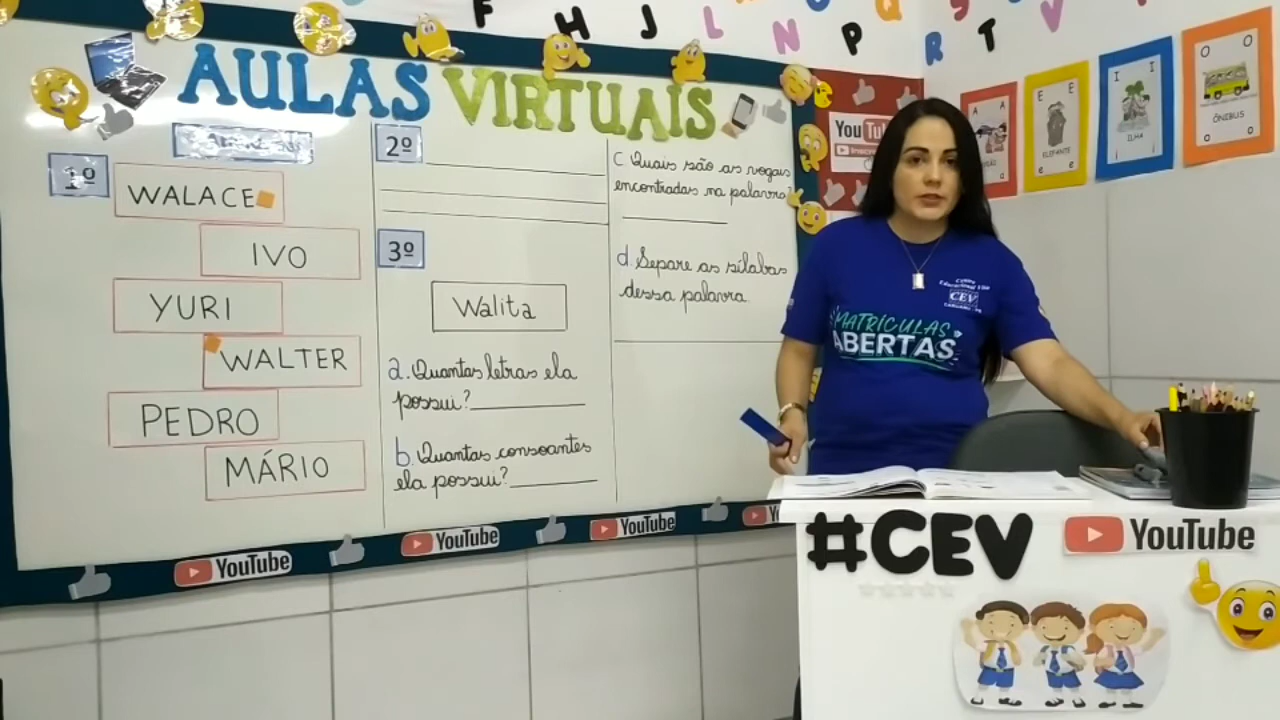 F H J L N P R T V
AULAS VIRTUAIS
1º
WALACE
IVO
YURI
WALTER
PEDRO
MÁRIO
2º
3º
Walita
a. Quantas letras ela
possui?
b. Quantas consoantes
ela possui?
c Quais são as vogais
encontradas na palavra?
d. Separe as sílabas
dessa palavra.
YouTube
YouTube
YouTube
You
A A
E E
ELEFANTE
e e
I I
ILHA
O O
ÔNIBUS
O O
Centro
CEV
MATRÍCULAS
ABERTAS
#CEV
YouTube